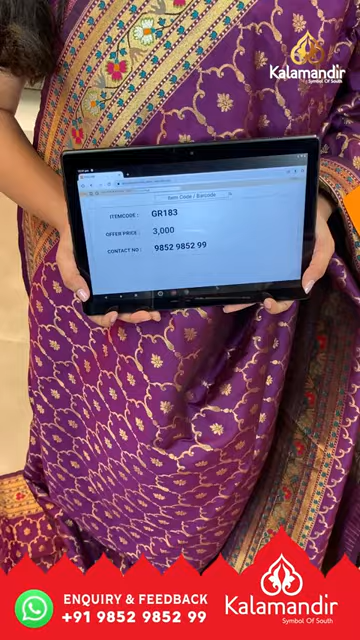 Kalamandir
Symbol Of South
Item Code / Barcode
ITEMCODE : GR183
OFFER PRICE : 3,000
CONTACT NO : 9852 9852 99
ENQUIRY & FEEDBACK
+91 9852 9852 99
Kalamandir
Symbol Of South